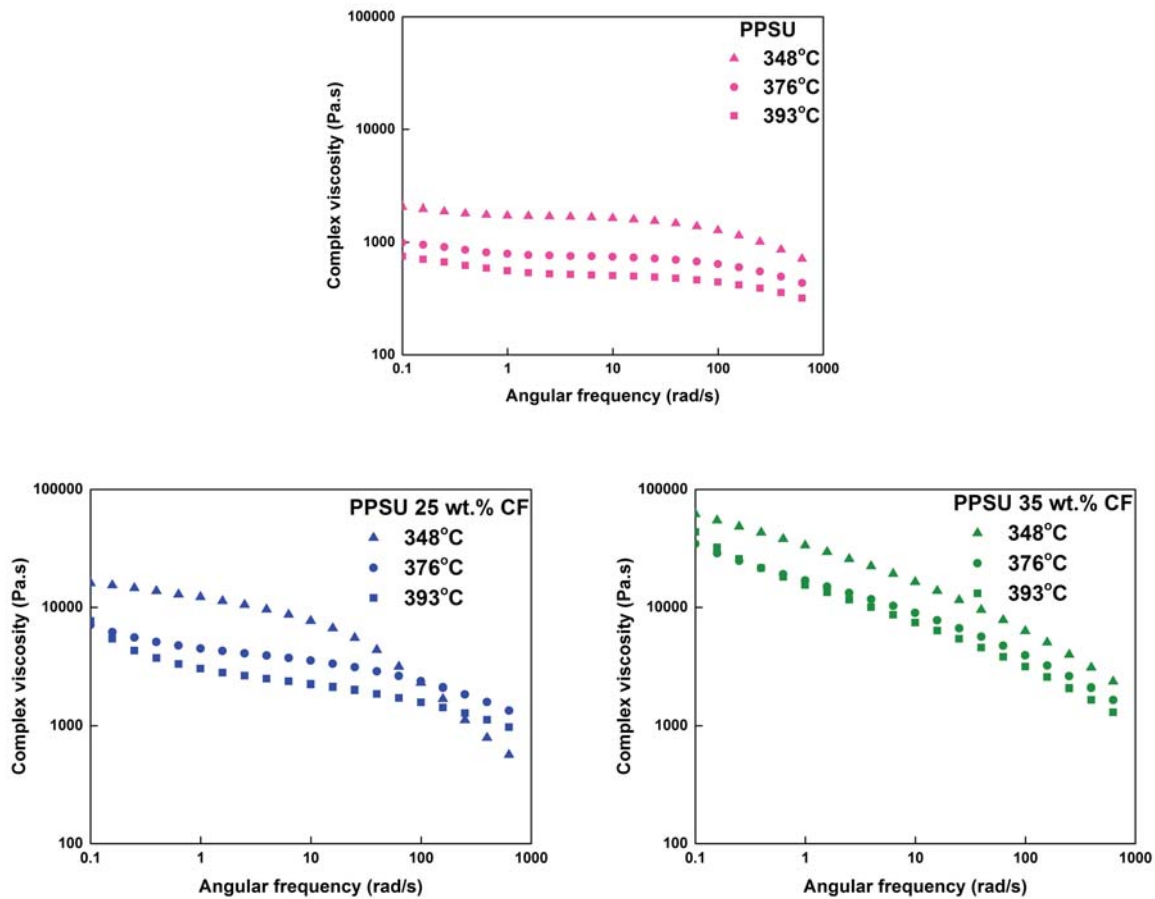 PPSU
348°C
376°C
393°C
100000
10000
1000
100
0.1
1
10
100
1000
Complex viscosity (Pa.s)
Angular frequency (rad/s)
PPSU 25 wt.% CF
348°C
376°C
393°C
100000
10000
1000
100
0.1
1
10
100
1000
Complex viscosity (Pa.s)
Angular frequency (rad/s)
PPSU 35 wt.% CF
348°C
376°C
393°C
100000
10000
1000
100
0.1
1
10
100
1000
Complex viscosity (Pa.s)
Angular frequency (rad/s)